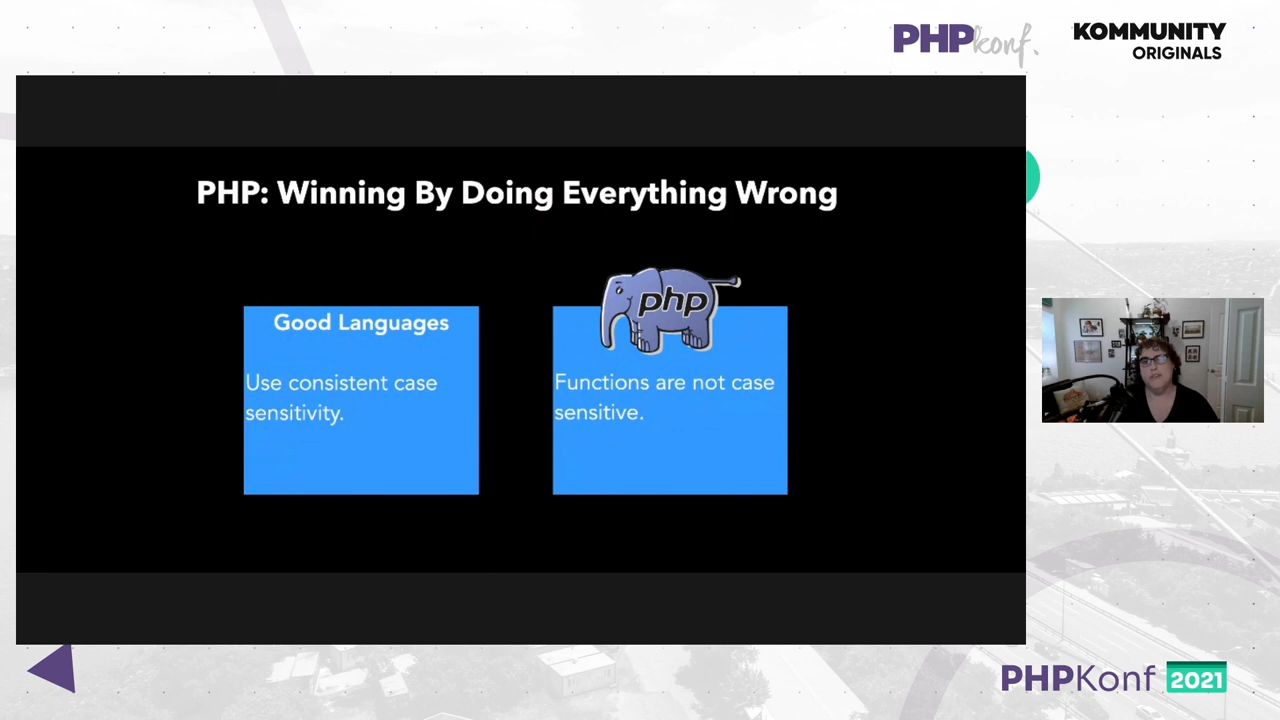 PHPkonf.
KOMMUNITY
ORIGINALS
PHP: Winning By Doing Everything Wrong
Good Languages
Use consistent case
sensitivity.
php
Functions are not case
sensitive.
PHPKonf 2021